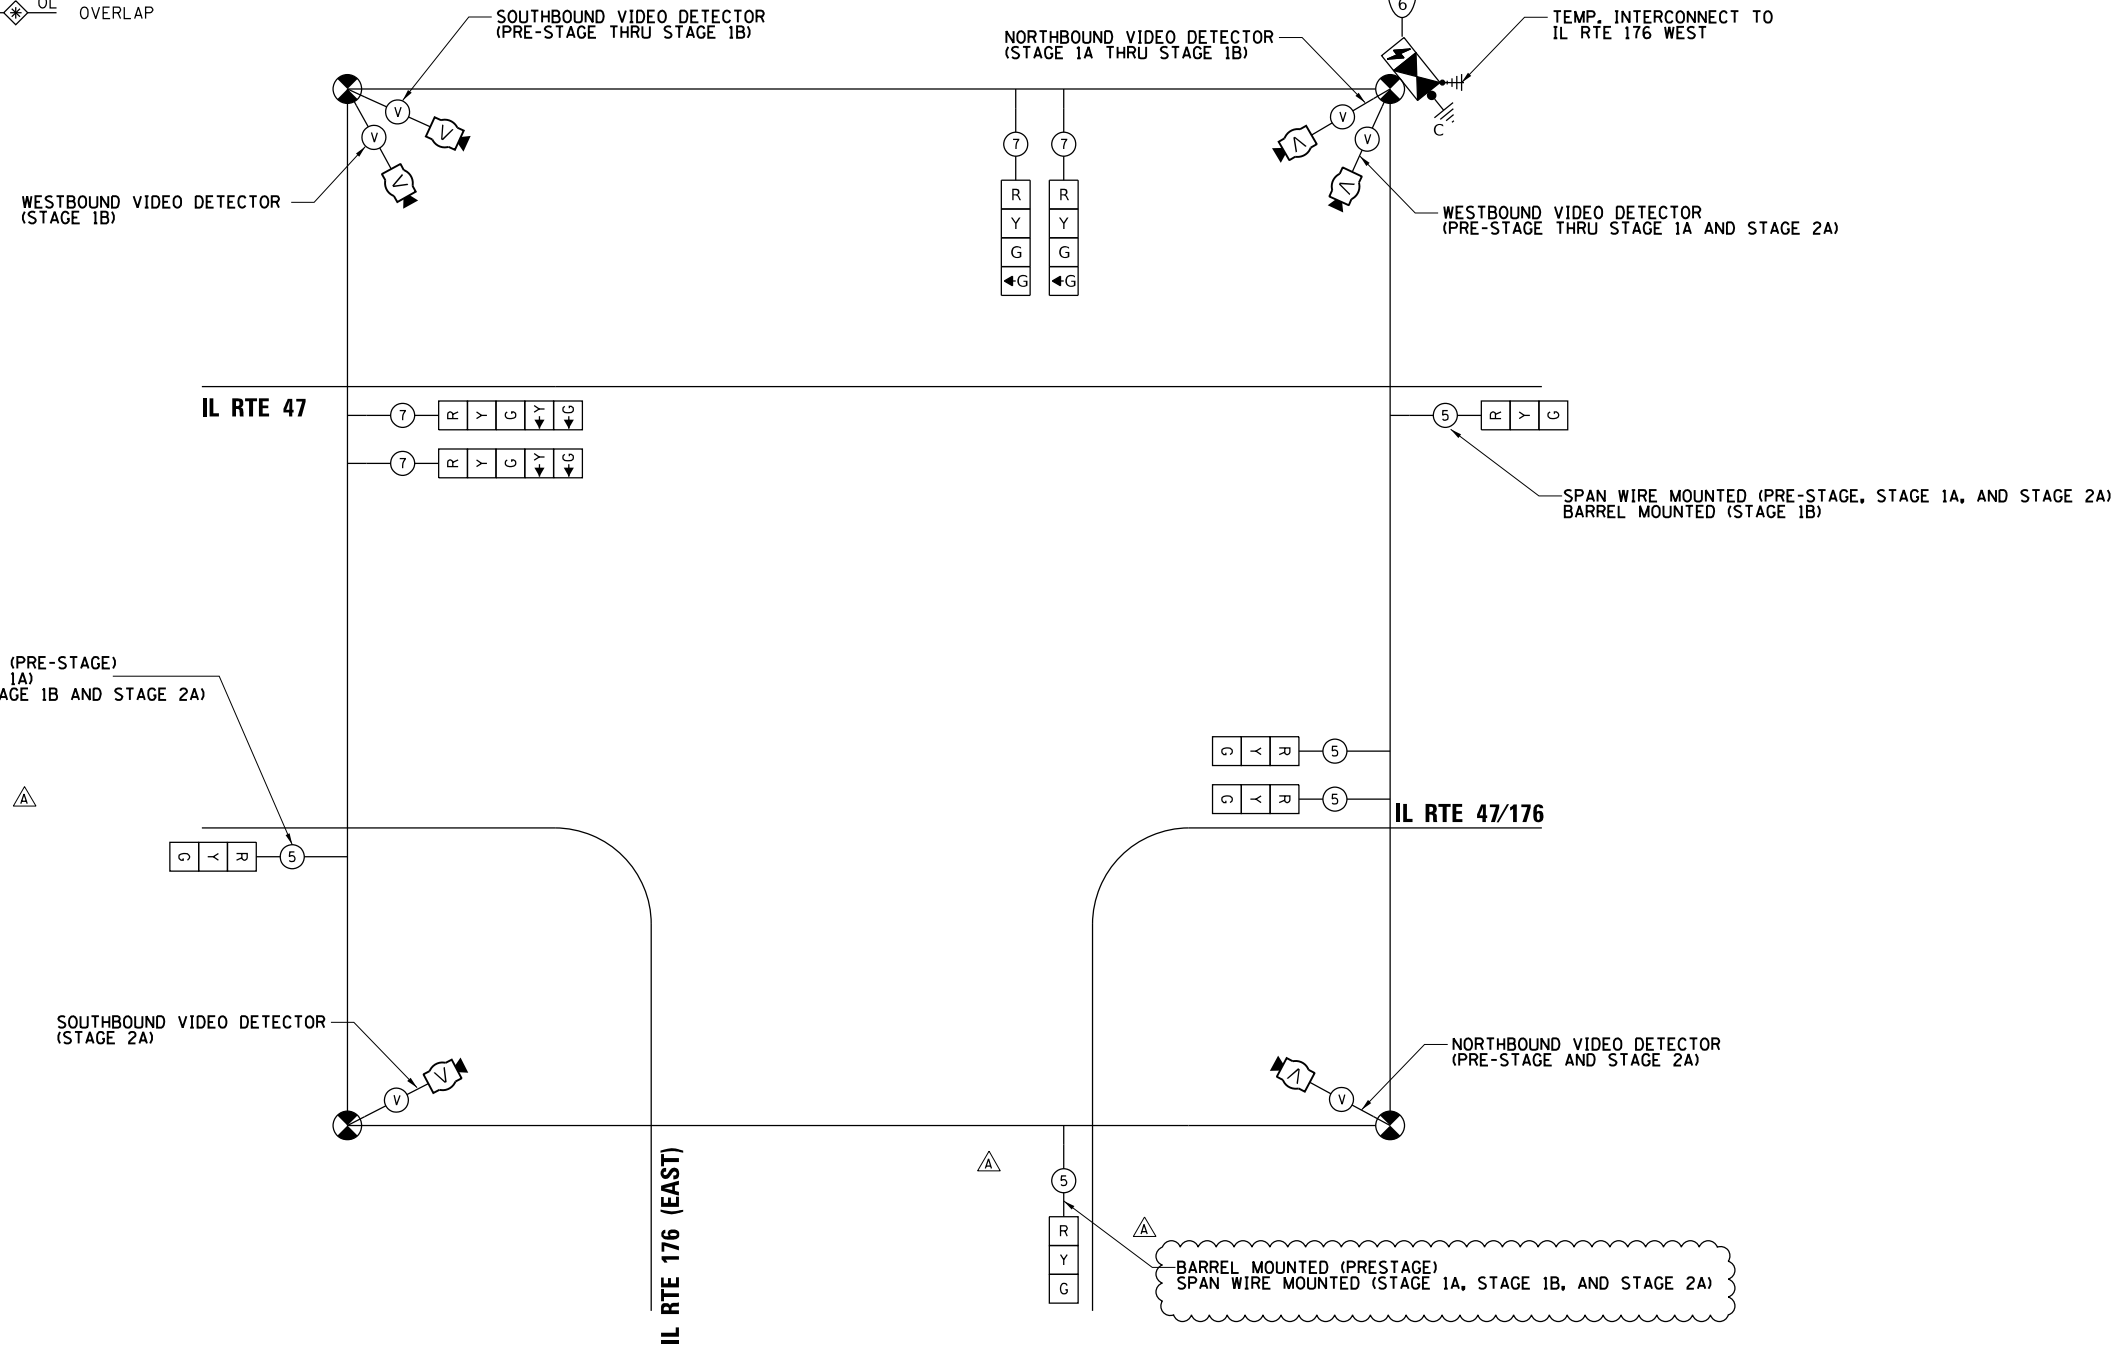 OL
OVERLAP
SOUTHBOUND VIDEO DETECTOR
(PRE-STAGE THRU STAGE 1B)
NORTHBOUND VIDEO DETECTOR
(STAGE 1A THRU STAGE 1B)
6
TEMP. INTERCONNECT TO
IL RTE 176 WEST
C
V
V
V
V
V
V
V
V
WESTBOUND VIDEO DETECTOR
(STAGE 1B)
7
R
Y
G
G
7
R
Y
G
G
WESTBOUND VIDEO DETECTOR
(PRE-STAGE THRU STAGE 1A AND STAGE 2A)
IL RTE 47
7 R Y G Y G
7 R Y G Y G
5 R Y G
SPAN WIRE MOUNTED (PRE-STAGE, STAGE 1A, AND STAGE 2A)
BARREL MOUNTED (STAGE 1B)
(PRE-STAGE)
1A)
AGE 1B AND STAGE 2A)
A
G Y R 5
G Y R 5
G Y R 5
IL RTE 47/176
SOUTHBOUND VIDEO DETECTOR
(STAGE 2A)
V
V
NORTHBOUND VIDEO DETECTOR
(PRE-STAGE AND STAGE 2A)
V
V
IL RTE 176 (EAST)
A
5
R
Y
G
A
BARREL MOUNTED (PRESTAGE)
SPAN WIRE MOUNTED (STAGE 1A, STAGE 1B, AND STAGE 2A)